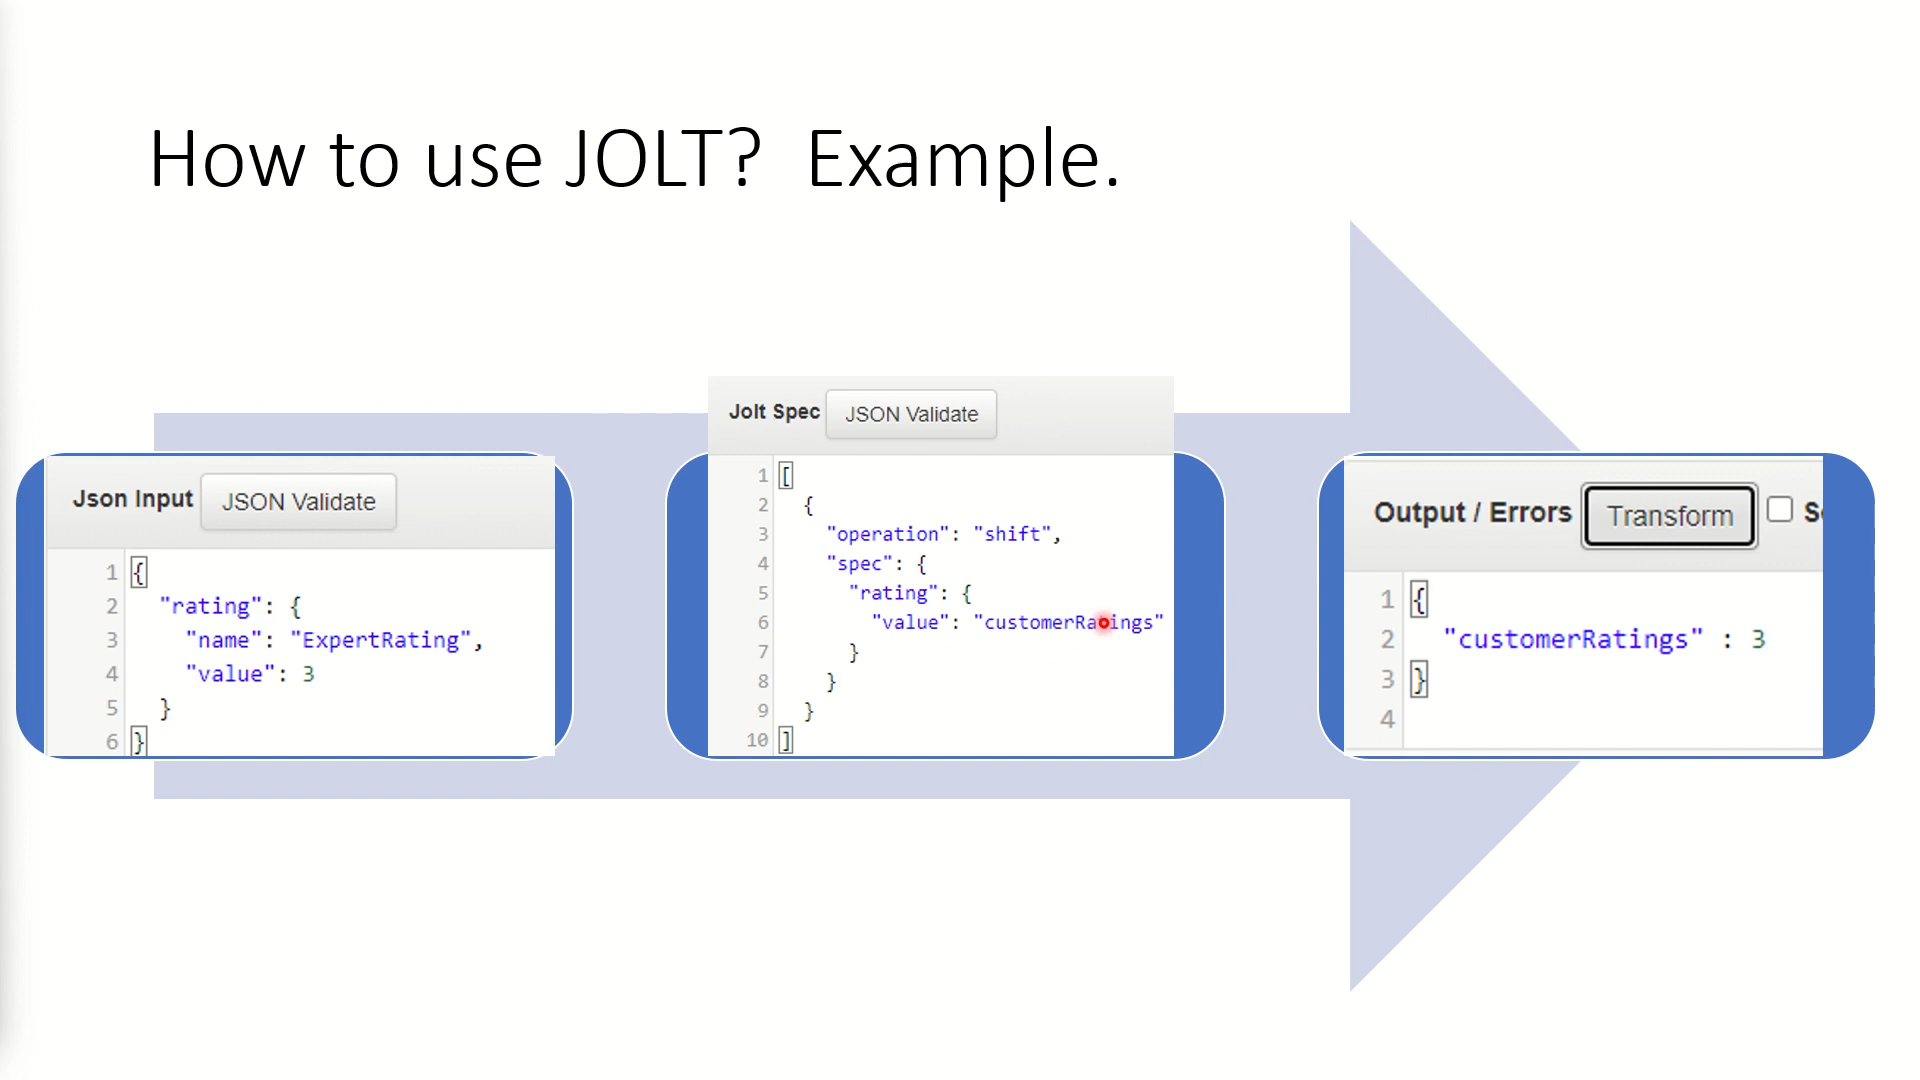 How to use JOLT?  Example.
Json Input JSON Validate
1 {
2 "rating": {
3 "name": "ExpertRating",
4 "value": 3
5 }
6 }
Jolt Spec JSON Validate
1 [
2 {
3 "operation": "shift",
4 "spec": {
5 "rating": {
6 "value": "customerRatings"
7 }
8 }
9 }
10 ]
Output / Errors Transform
1 {
2 "customerRatings" : 3
3 }
4